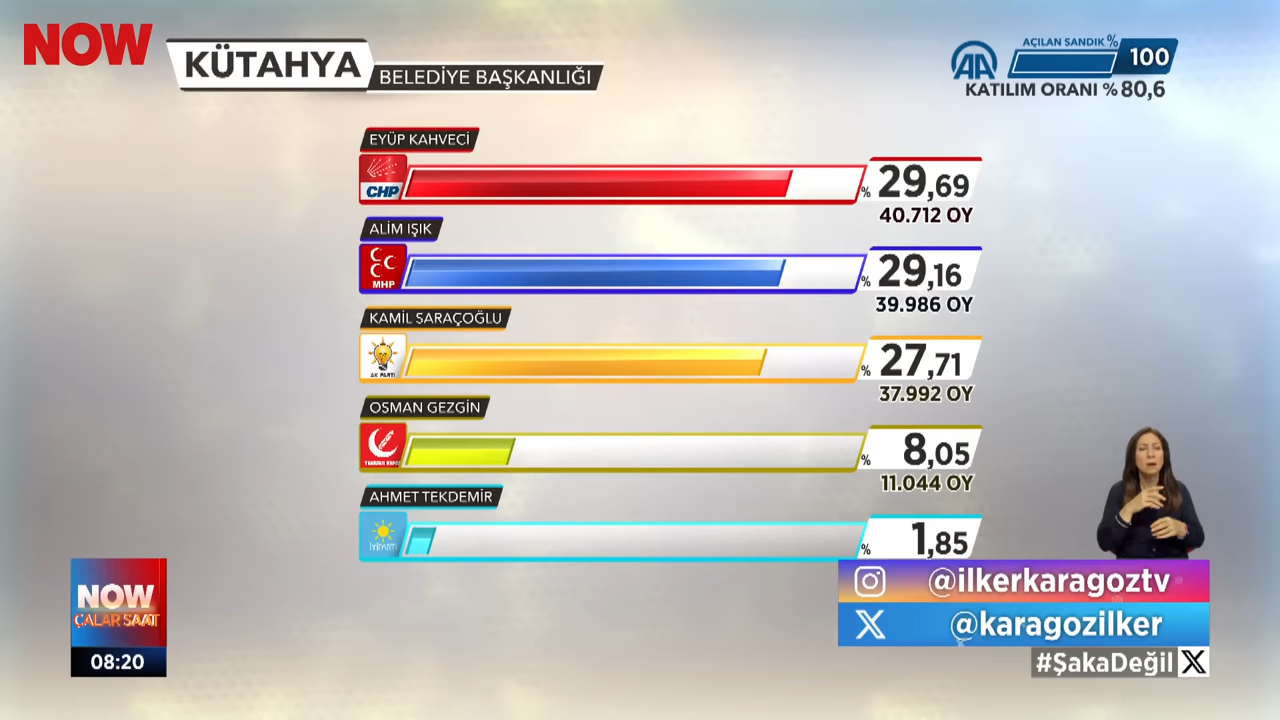 NOW
KÜTAHYA
BELEDİYE BAŞKANLIĞI
AA
AÇILAN SANDIK %
100
KATILIM ORANI %80,6
EYÜP KAHVECİ
CHP
% 29,69
40.712 OY
ALİM IŞIK
MHP
% 29,16
39.986 OY
KAMİL SARAÇOĞLU
AK PARTİ
% 27,71
37.992 OY
OSMAN GEZGİN
% 8,05
11.044 OY
AHMET TEKDEMİR
İYİ PARTİ
% 1,85
NOW
ÇALAR SAAT
08:20
@ilkerkaragoztv
X @karagozilker
#ŞakaDeğil X